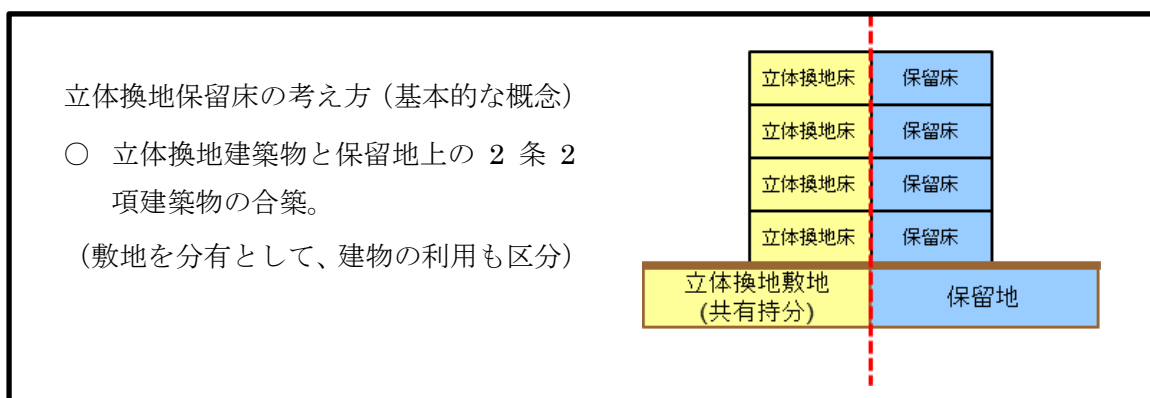 立体換地保留床の考え方（基本的な概念）
○ 立体換地建築物と保留地上の 2 条 2
項建築物の合築。
（敷地を分有として、建物の利用も区分）
立体換地床 保留床
立体換地床 保留床
立体換地床 保留床
立体換地床 保留床
立体換地敷地
(共有持分)
保留地